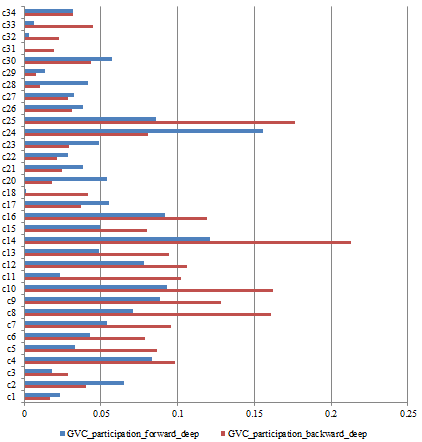 c34
c33
c32
c31
c30
c29
c28
c27
c26
c25
c24
c23
c22
c21
c20
c18
c17
c16
c15
c14
c13
c12
c11
c10
c9
c8
c7
c6
c5
c4
c3
c2
c1
0 0.05 0.1 0.15 0.2 0.25
GVC_participation_forward_deep GVC_participation_backward_deep